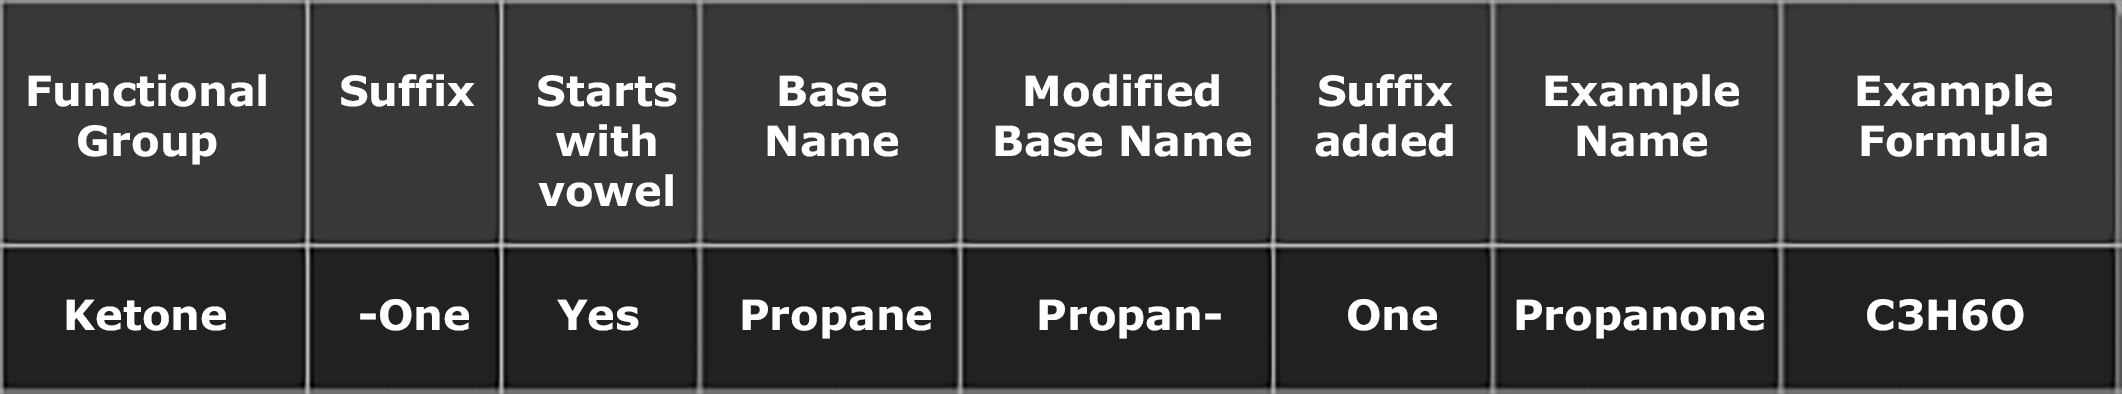 Functional Group
Suffix
Starts with vowel
Base Name
Modified Base Name
Suffix added
Example Name
Example Formula
Ketone
-One
Yes
Propane
Propan-
One
Propanone
C3H6O